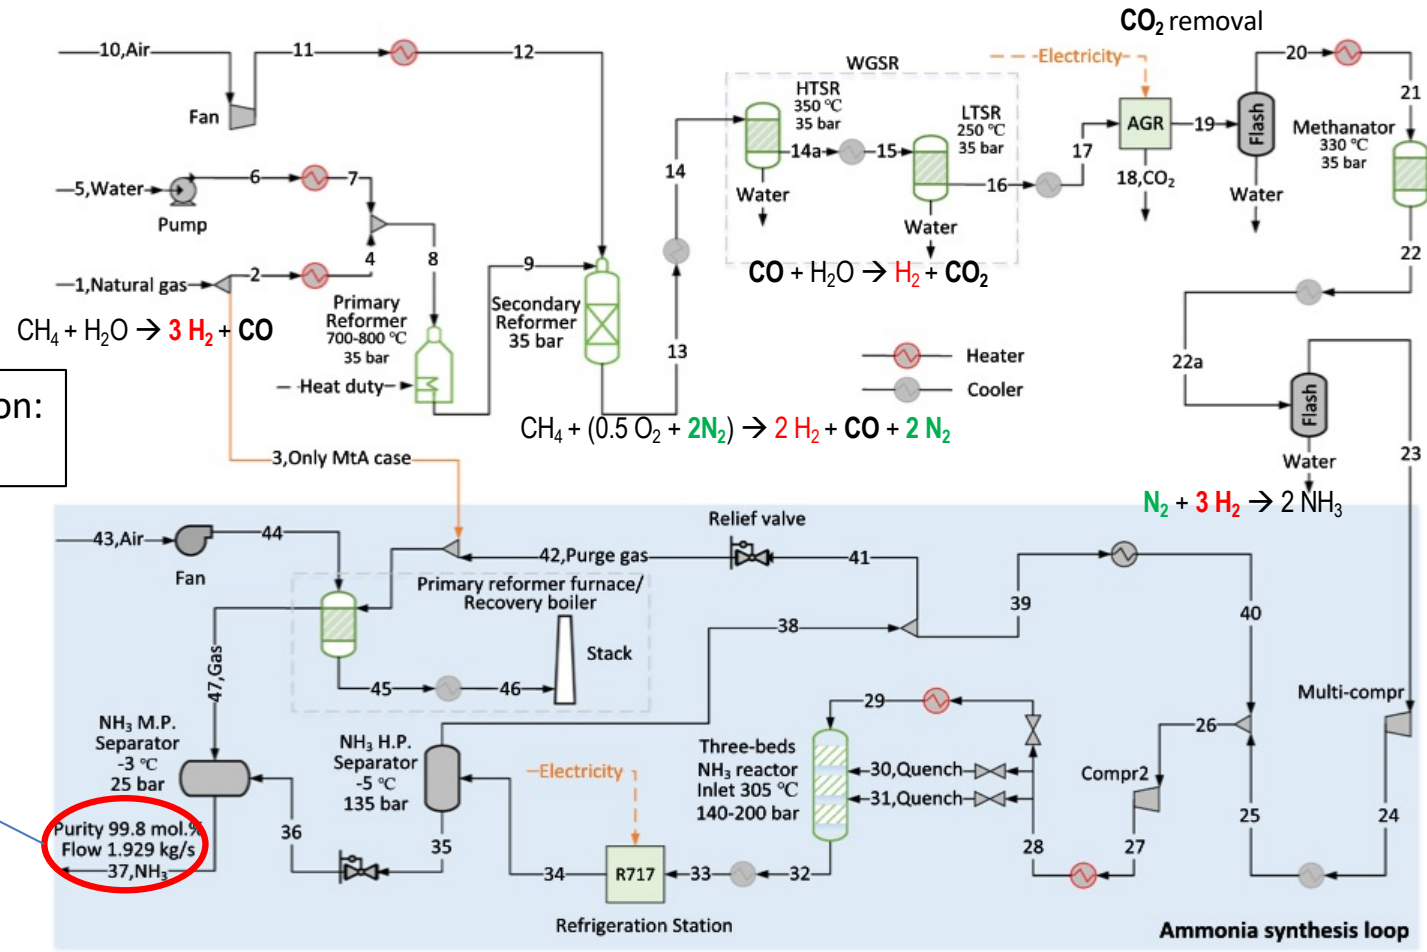 CO₂ removal
10,Air
11
12
Fan
5,Water
6
7
Pump
1,Natural gas
2
4
8
9
CH₄ + H₂O → 3 H₂ + CO
Primary
Reformer
700-800 ℃
35 bar
Heat duty
Secondary
Reformer
35 bar
13
14
WGSR
HTSR
350 ℃
35 bar
14a
15
Water
LTSR
250 ℃
35 bar
16
Water
CO + H₂O → H₂ + CO₂
Electricity
17
AGR
18,CO₂
19
Flash
Water
20
21
Methanator
330 ℃
35 bar
22
22a
Flash
Water
23
Heater
Cooler
on:
CH₄ + (0.5 O₂ + 2N₂) → 2 H₂ + CO + 2 N₂
3,Only MtA case
N₂ + 3 H₂ → 2 NH₃
43,Air
44
Fan
Relief valve
42,Purge gas
41
Primary reformer furnace/
Recovery boiler
Stack
45
46
47,Gas
38
39
40
NH₃ M.P.
Separator
-3 ℃
25 bar
NH₃ H.P.
Separator
-5 ℃
135 bar
Electricity
Three-beds
NH₃ reactor
Inlet 305 ℃
140-200 bar
29
30,Quench
31,Quench
26
Compr2
Multi-compr
Purity 99.8 mol.%
Flow 1.929 kg/s
37,NH₃
36
35
34
R717
33
32
28
27
25
24
Refrigeration Station
Ammonia synthesis loop